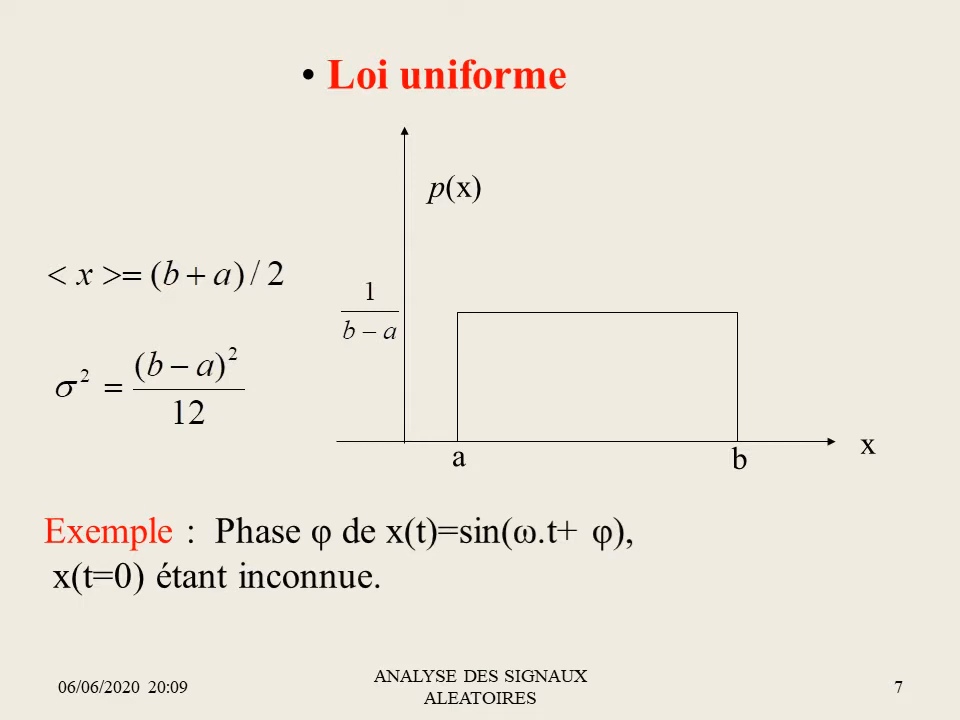 • Loi uniforme
p(x)
< x >= (b + a) / 2
1
b − a
σ² = (b − a)²
12
a
b
x
Exemple : Phase φ de x(t)=sin(ω.t+ φ),
x(t=0) étant inconnue.
06/06/2020 20:09
ANALYSE DES SIGNAUX
ALEATOIRES
7